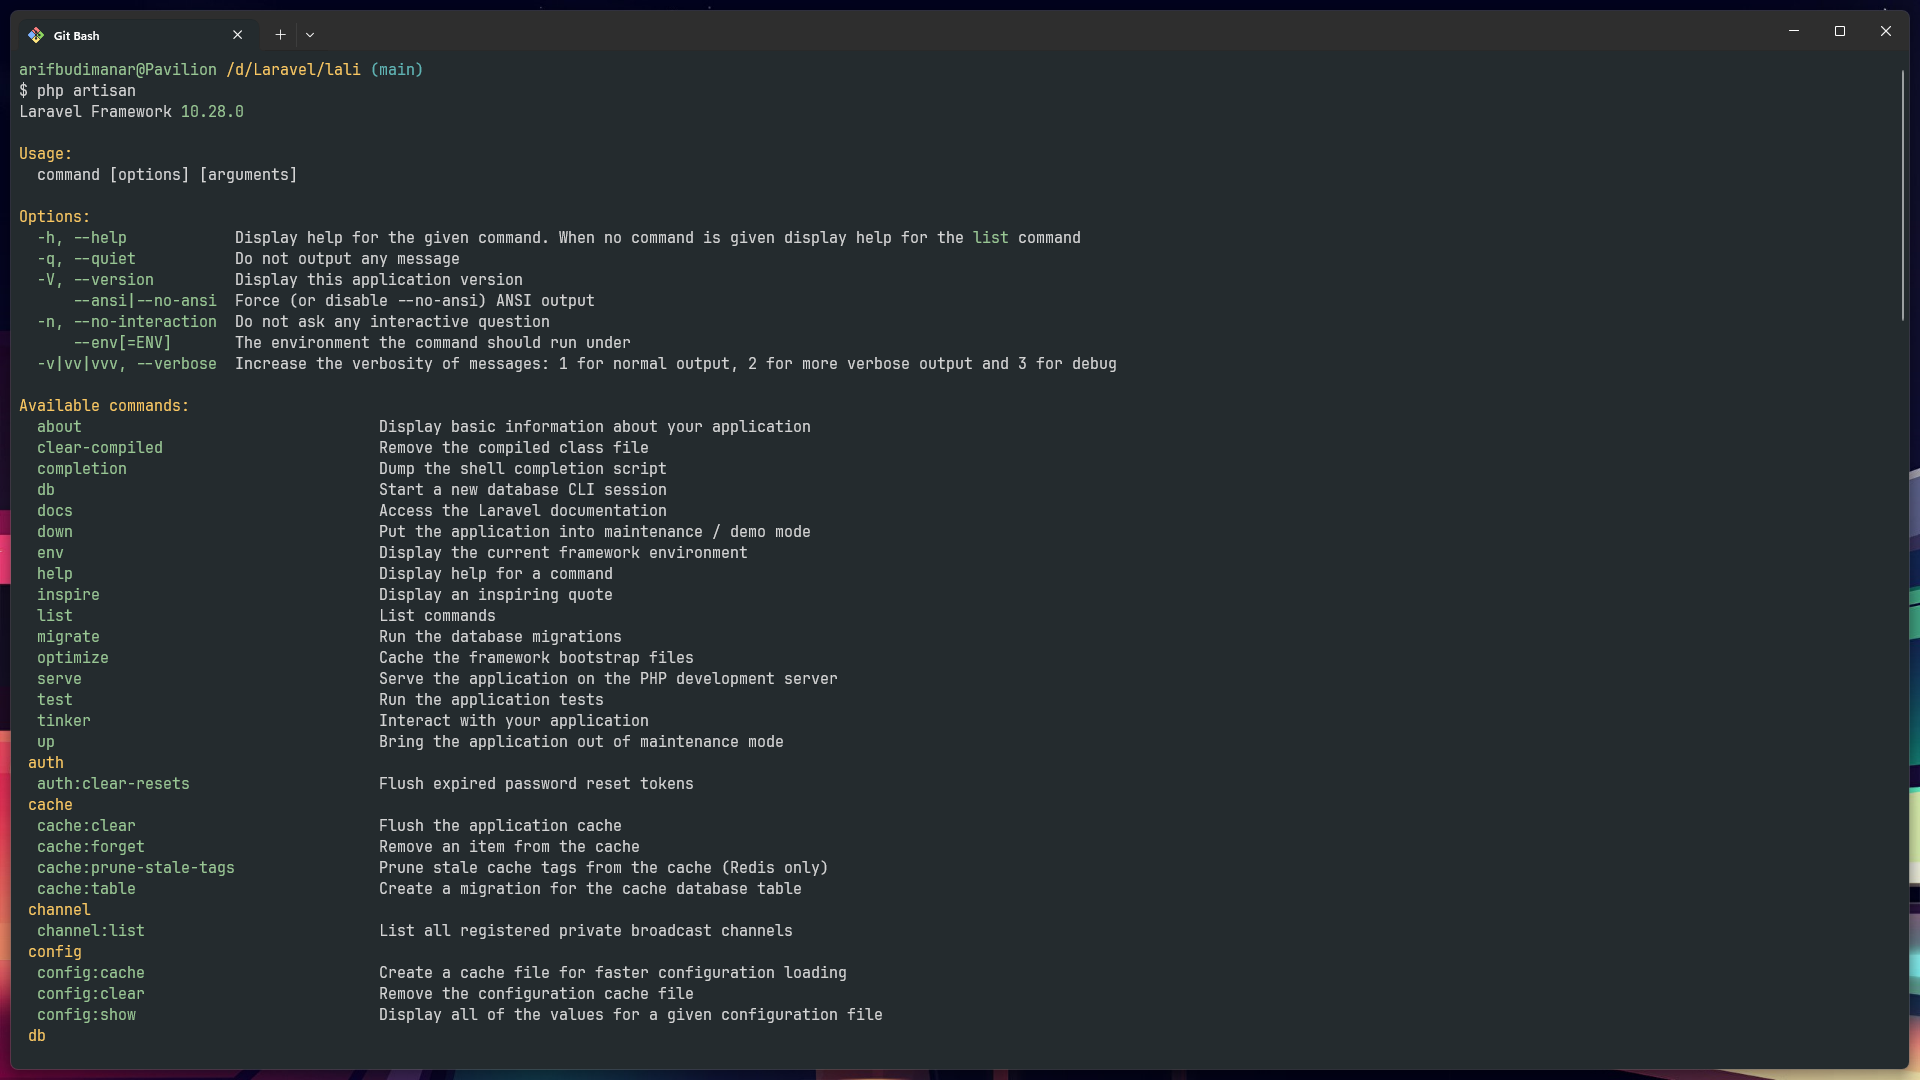 Git Bash
arifbudimanar@Pavilion /d/Laravel/lali (main)
$ php artisan
Laravel Framework 10.28.0
Usage:
command [options] [arguments]
Options:
-h, --help Display help for the given command. When no command is given display help for the list command
-q, --quiet Do not output any message
-V, --version Display this application version
--ansi|--no-ansi Force (or disable --no-ansi) ANSI output
-n, --no-interaction Do not ask any interactive question
--env[=ENV] The environment the command should run under
-v|vv|vvv, --verbose Increase the verbosity of messages: 1 for normal output, 2 for more verbose output and 3 for debug
Available commands:
about Display basic information about your application
clear-compiled Remove the compiled class file
completion Dump the shell completion script
db Start a new database CLI session
docs Access the Laravel documentation
down Put the application into maintenance / demo mode
env Display the current framework environment
help Display help for a command
inspire Display an inspiring quote
list List commands
migrate Run the database migrations
optimize Cache the framework bootstrap files
serve Serve the application on the PHP development server
test Run the application tests
tinker Interact with your application
up Bring the application out of maintenance mode
auth
auth:clear-resets Flush expired password reset tokens
cache
cache:clear Flush the application cache
cache:forget Remove an item from the cache
cache:prune-stale-tags Prune stale cache tags from the cache (Redis only)
cache:table Create a migration for the cache database table
channel
channel:list List all registered private broadcast channels
config
config:cache Create a cache file for faster configuration loading
config:clear Remove the configuration cache file
config:show Display all of the values for a given configuration file
db